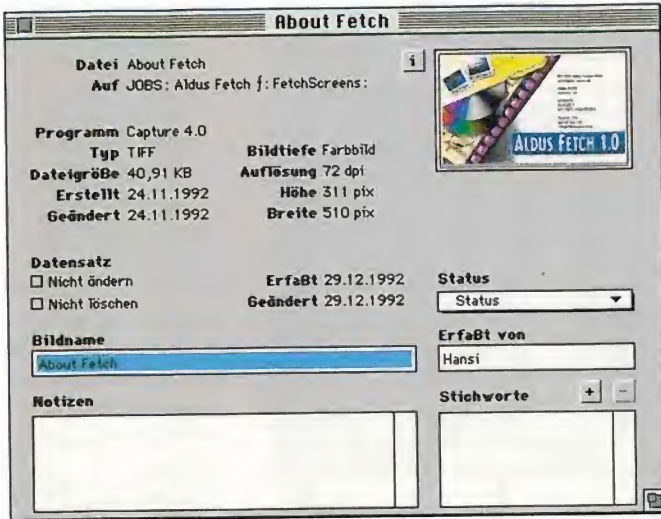 About Fetch
Datei About Fetch
Auf JOBS: Aldus Fetch ƒ: FetchScreens:
i
Programm Capture 4.0
Typ TIFF
Dateigröße 40,91 KB
Erstellt 24.11.1992
Geändert 24.11.1992
Bildtiefe Farbbild
Auflösung 72 dpi
Höhe 311 pix
Breite 510 pix
ALDUS FETCH 1.0
Datensatz
Nicht ändern
Nicht löschen
Erfaßt 29.12.1992
Geändert 29.12.1992
Status
Status
Bildname
About Fetch
Erfaßt von
Hansi
Notizen
Stichworte
+ -